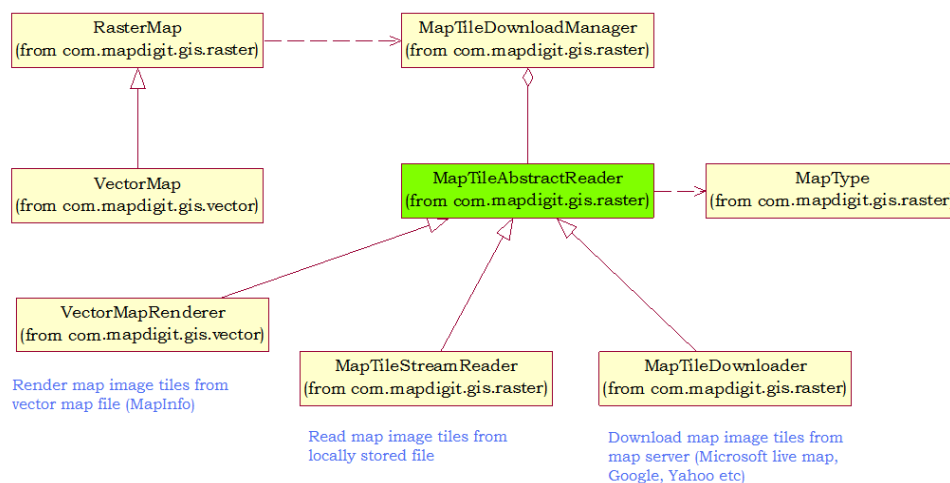 RasterMap
(from com.mapdigit.gis.raster)
MapTileDownloadManager
(from com.mapdigit.gis.raster)
VectorMap
(from com.mapdigit.gis.vector)
MapTileAbstractReader
(from com.mapdigit.gis.raster)
MapType
(from com.mapdigit.gis.raster
VectorMapRenderer
(from com.mapdigit.gis.vector)
Render map image tiles from
vector map file (MapInfo)
MapTileStreamReader
(from com.mapdigit.gis.raster)
Read map image tiles from
locally stored file
MapTileDownloader
(from com.mapdigit.gis.raster)
Download map image tiles from
map server (Microsoft live map,
Google, Yahoo etc)